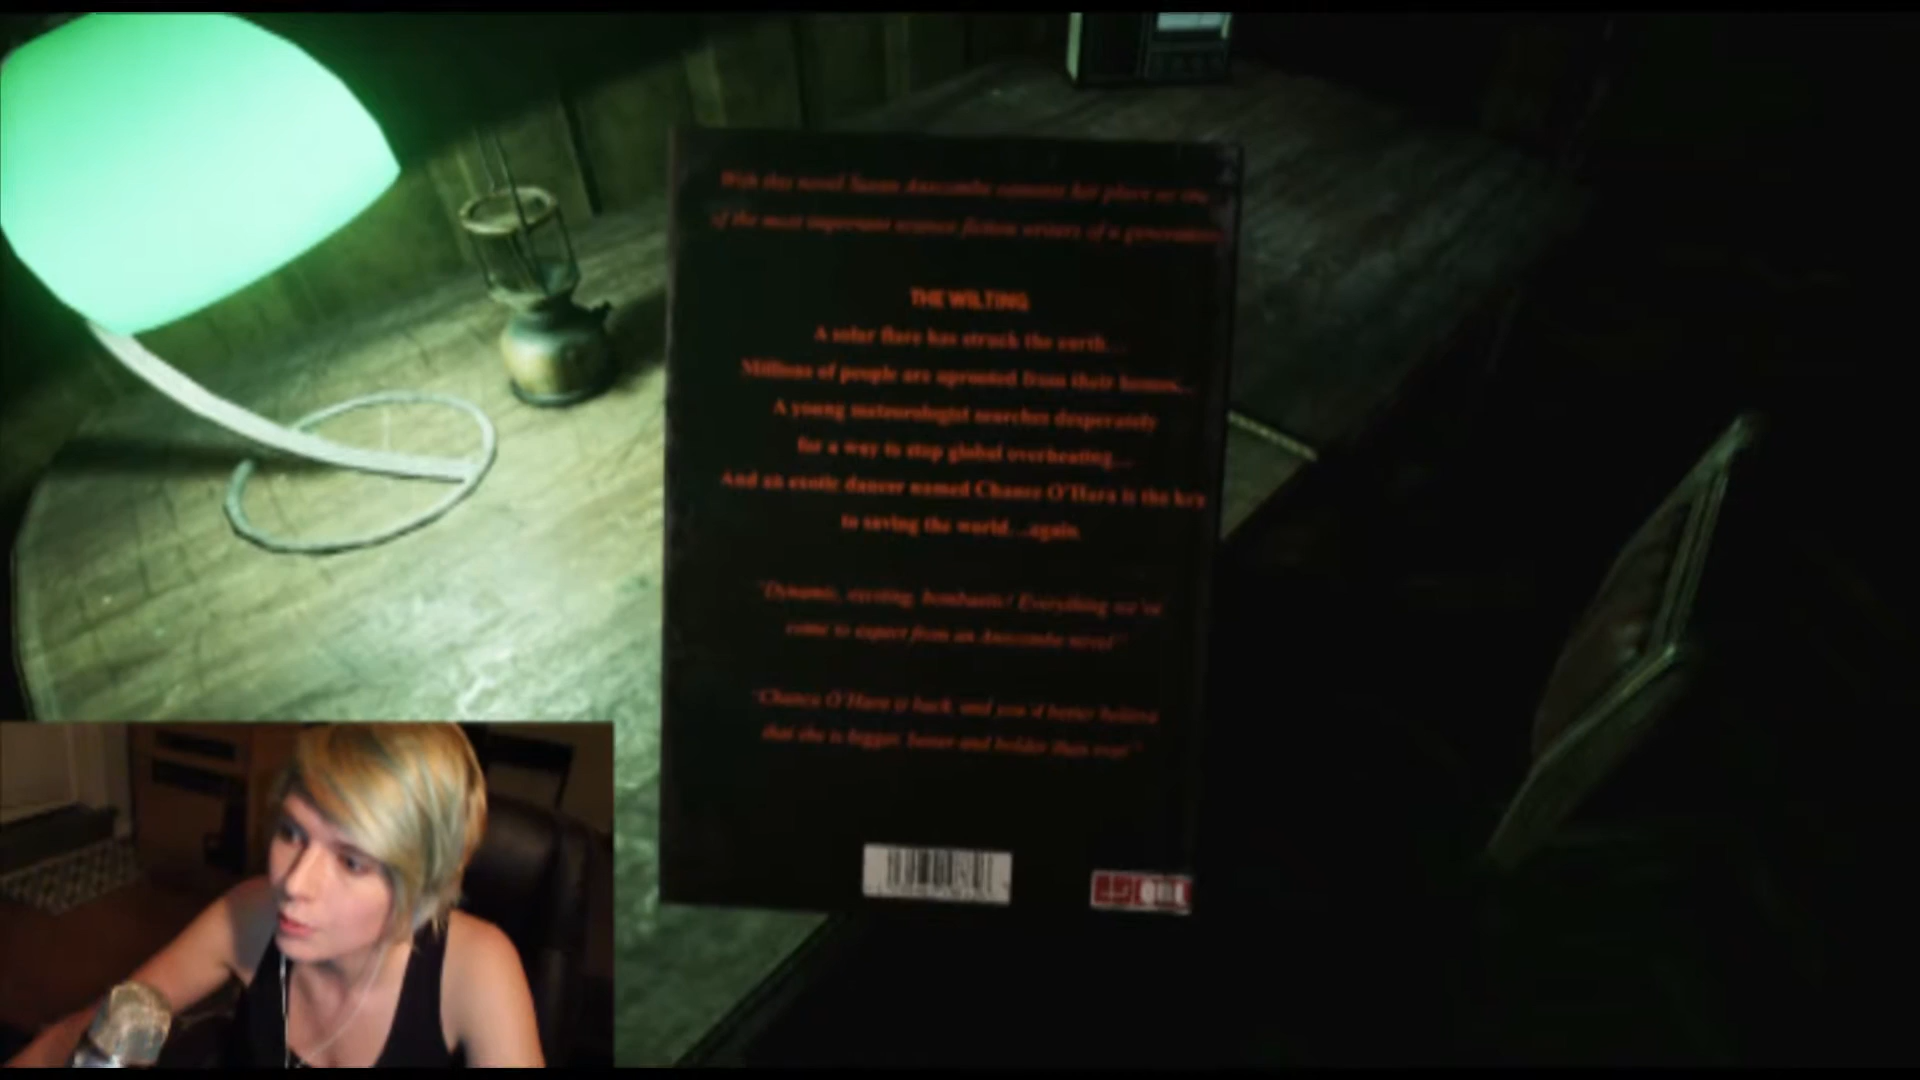 With this novel Susan Anscombe cements her place as one
of the most important science fiction writers of a generation
THE WILTING
A solar flare has struck the earth...
Millions of people are uprooted from their homes...
A young meteorologist searches desperately
for a way to stop global overheating...
And an exotic dancer named Chance O'Hara is the key
to saving the world...again.
"Dynamic, exciting, bombastic! Everything we've
come to expect from an Anscombe novel"
"Chance O'Hara is back, and you'd better believe
that she is bigger, better and bolder than ever"